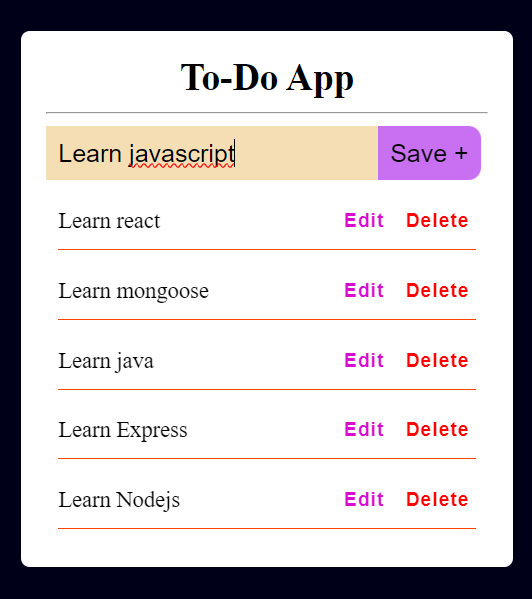 To-Do App
Learn javascript Save +
Learn react Edit Delete
Learn mongoose Edit Delete
Learn java Edit Delete
Learn Express Edit Delete
Learn Nodejs Edit Delete